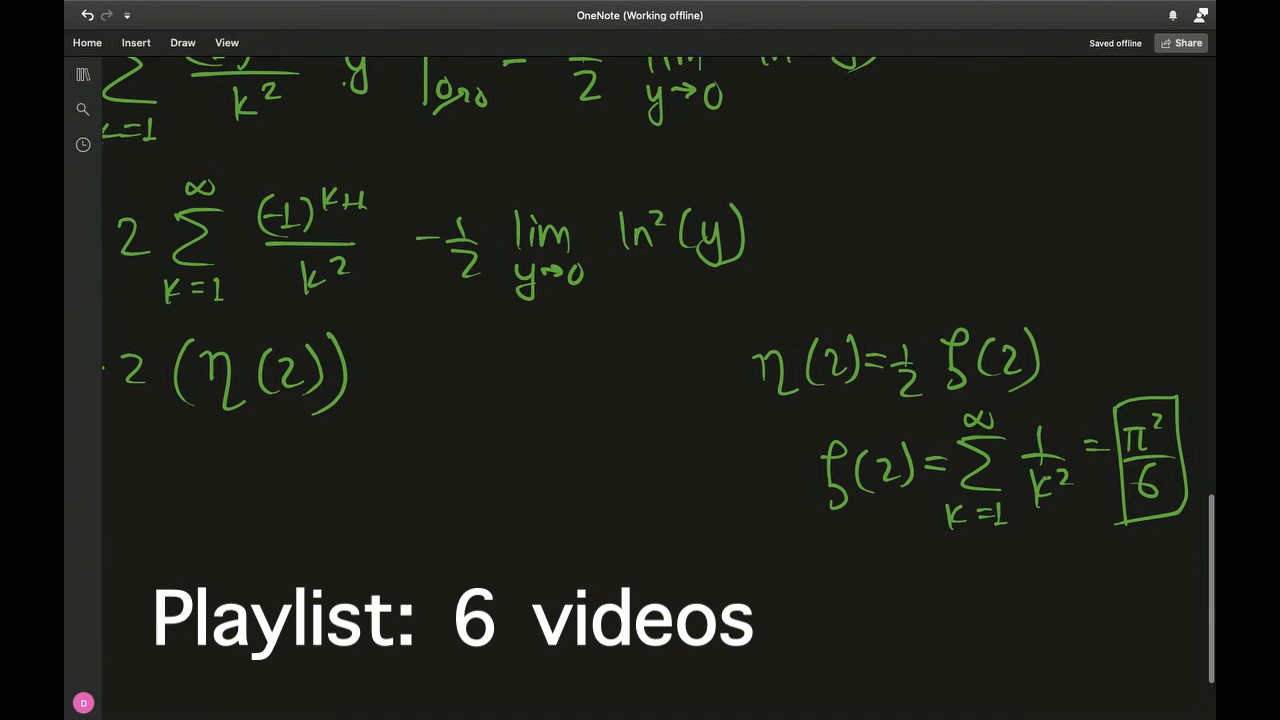 OneNote (Working offline)
Home Insert Draw View
Saved offline Share
k=1 k² y y→0 2
2 ∞ ∑ k=1 (-1)^(k+1) / k² - 1/2 lim y→0 ln² (y)
2 (η(2))
η(2) = 1/2 ζ(2)
ζ(2) = ∞ ∑ k=1 1/k² = π²/6
Playlist: 6 videos
D